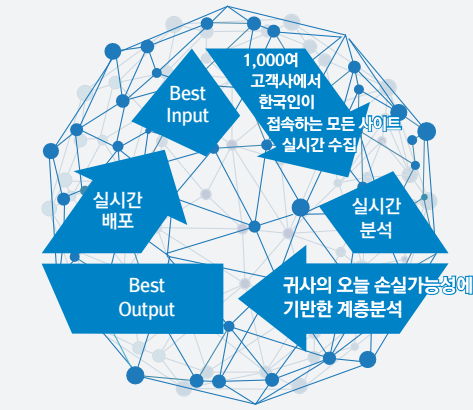 Best
Input
1,000여
고객사에서
한국인이
접속하는 모든 사이트
실시간 수집
실시간
분석
귀사의 오늘 손실가능성에
기반한 계층분석
Best
Output
실시간
배포